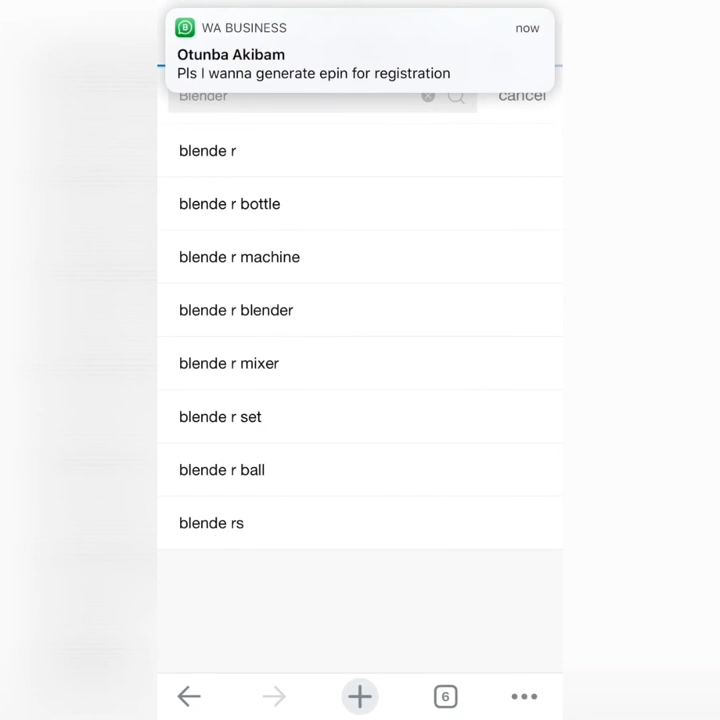 WA BUSINESS
now
Otunba Akibam
Pls I wanna generate epin for registration
Blender
cancel
blende r
blende r bottle
blende r machine
blende r blender
blende r mixer
blende r set
blende r ball
blende rs
6